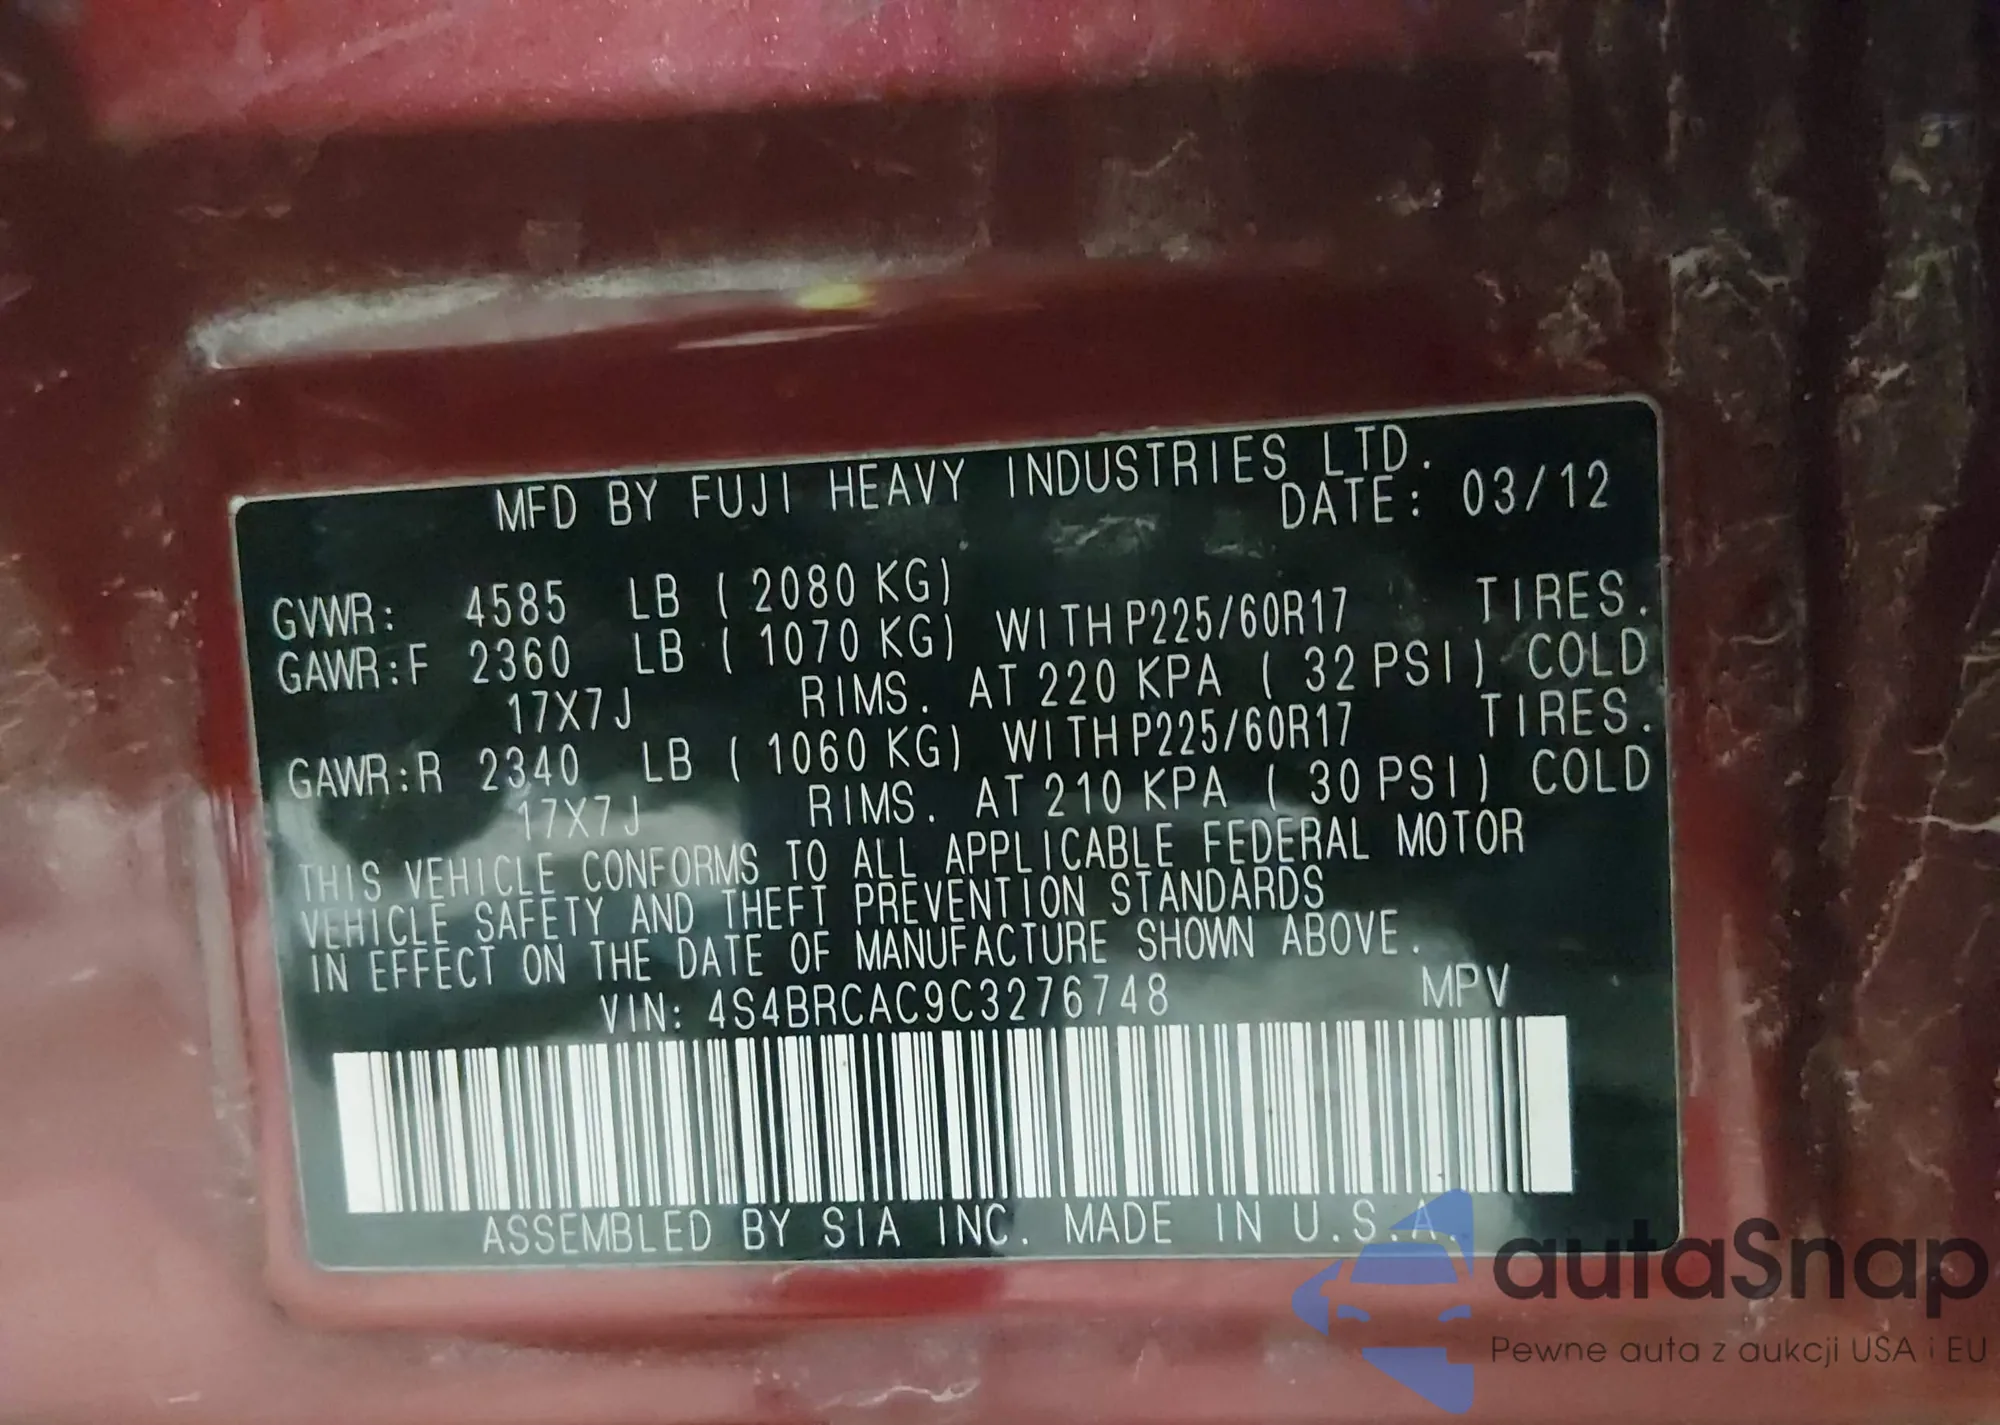 MFD BY FUJI HEAVY INDUSTRIES LTD.
DATE: 03/12
GVWR: 4585 LB ( 2080 KG)
GAWR:F 2360 LB ( 1070 KG) WITH P225/60R17 TIRES.
17X7J RIMS. AT 220 KPA ( 32 PSI) COLD
GAWR:R 2340 LB ( 1060 KG) WITH P225/60R17 TIRES.
17X7J RIMS. AT 210 KPA ( 30 PSI) COLD
THIS VEHICLE CONFORMS TO ALL APPLICABLE FEDERAL MOTOR
VEHICLE SAFETY AND THEFT PREVENTION STANDARDS
IN EFFECT ON THE DATE OF MANUFACTURE SHOWN ABOVE.
VIN: 4S4BRCAC9C3276748 MPV
ASSEMBLED BY SIA INC. MADE IN U.S.A.
autaSnap
Pewne auta z aukcji USA i EU